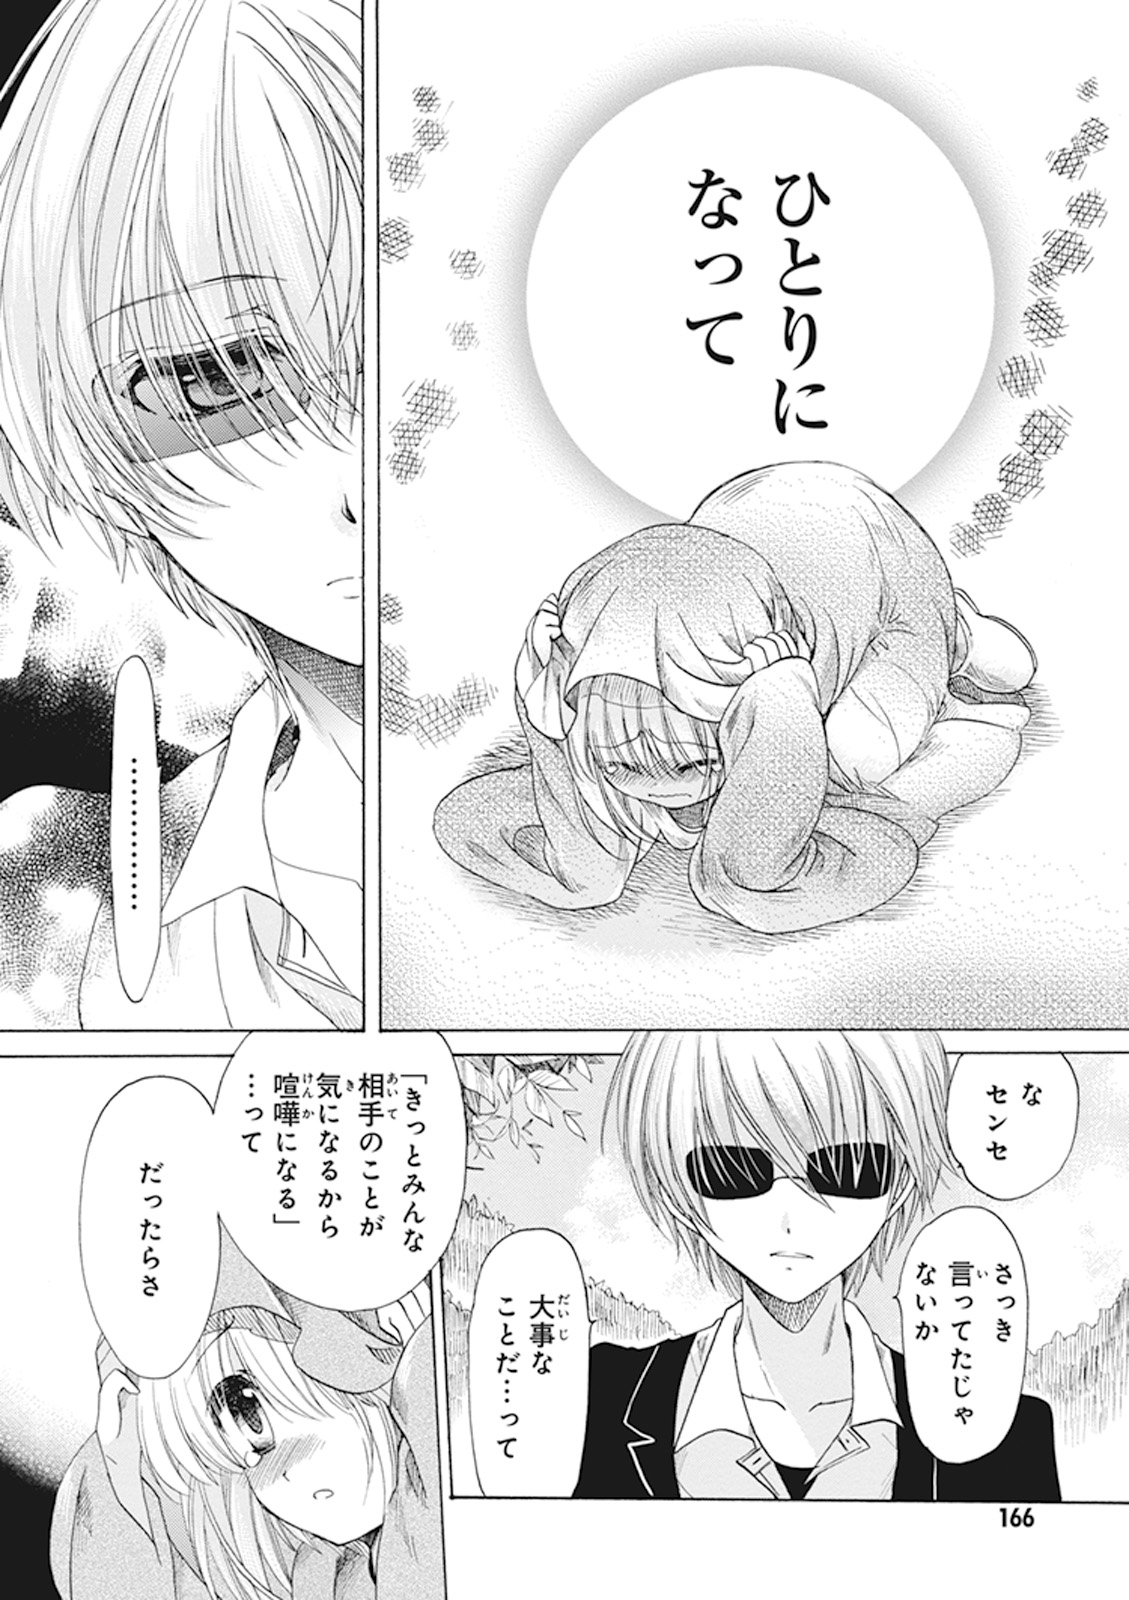 ひとりに
なって
………………
な
センセ
さっき
言ってたじゃ
ないか
大事な
ことだ…って
「きっとみんな
相手のことが
気になるから
喧嘩になる」
…って
だったらさ
166